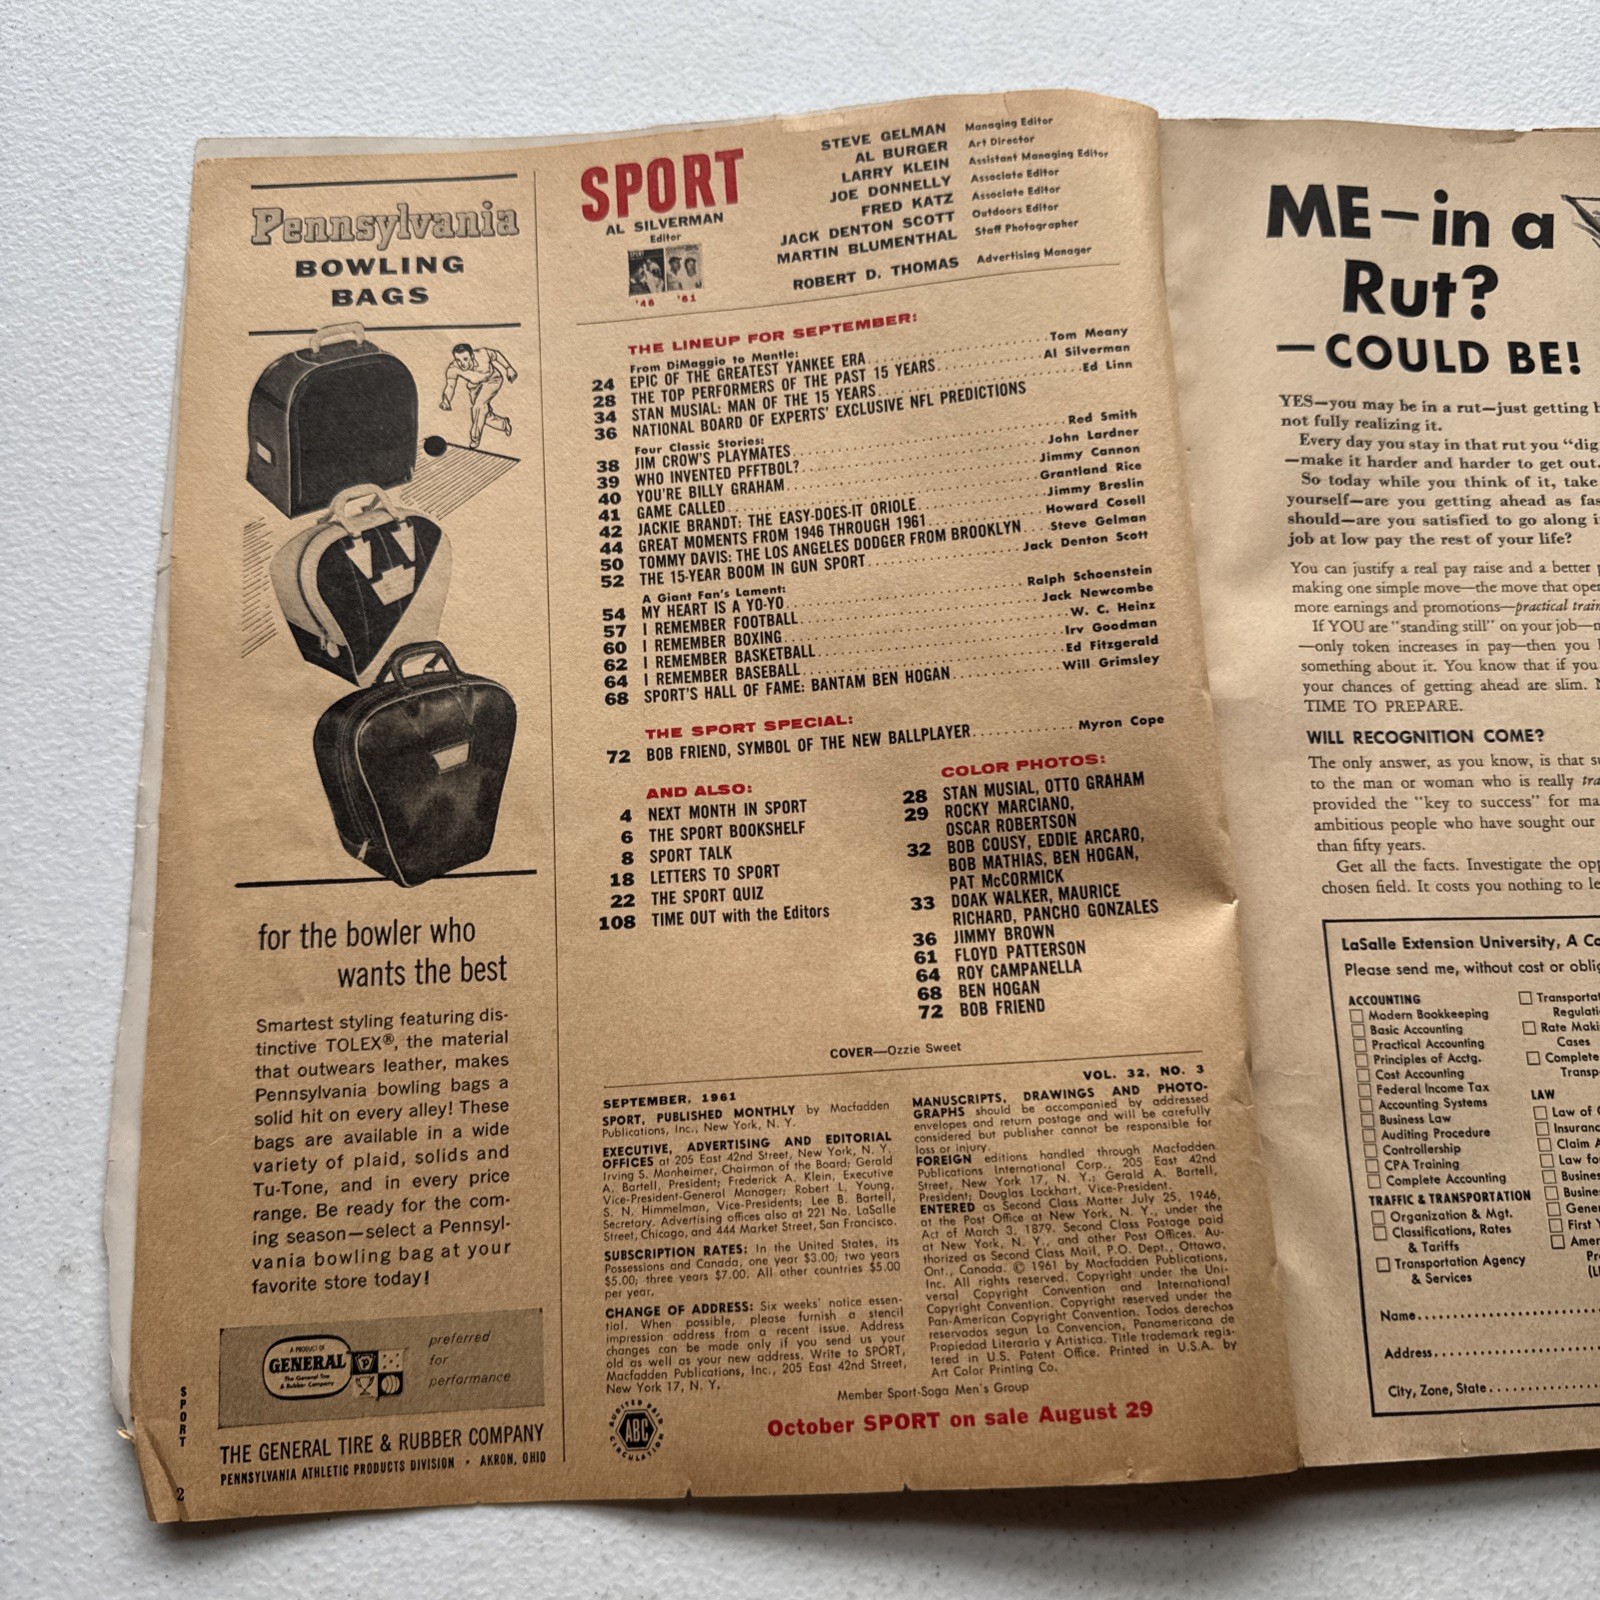 Pennsylvania
BOWLING
BAGS
for the bowler who
wants the best
Smartest styling featuring dis-
tinctive TOLEX®, the material
that outwears leather, makes
Pennsylvania bowling bags a
solid hit on every alley! These
bags are available in a wide
variety of plaid, solids and
Tu-Tone, and in every price
range. Be ready for the com-
ing season—select a Pennsyl-
vania bowling bag at your
favorite store today!
A PRODUCT OF
GENERAL
The General Tire
& Rubber Company
preferred
for
performance
THE GENERAL TIRE & RUBBER COMPANY
PENNSYLVANIA ATHLETIC PRODUCTS DIVISION • AKRON, OHIO
SPORT
2
SPORT
AL SILVERMAN
Editor
'46 '61
STEVE GELMAN Managing Editor
AL BURGER Art Director
LARRY KLEIN Assistant Managing Editor
JOE DONNELLY Associate Editor
FRED KATZ Associate Editor
JACK DENTON SCOTT Outdoors Editor
MARTIN BLUMENTHAL Staff Photographer
ROBERT D. THOMAS Advertising Manager
THE LINEUP FOR SEPTEMBER:
From DiMaggio to Mantle:
24 EPIC OF THE GREATEST YANKEE ERA Tom Meany
28 THE TOP PERFORMERS OF THE PAST 15 YEARS Al Silverman
34 STAN MUSIAL: MAN OF THE 15 YEARS Ed Linn
36 NATIONAL BOARD OF EXPERTS' EXCLUSIVE NFL PREDICTIONS
Four Classic Stories:
38 JIM CROW'S PLAYMATES Red Smith
39 WHO INVENTED PFFTBOL? John Lardner
40 YOU'RE BILLY GRAHAM Jimmy Cannon
41 GAME CALLED Grantland Rice
42 JACKIE BRANDT: THE EASY-DOES-IT ORIOLE Jimmy Breslin
44 GREAT MOMENTS FROM 1946 THROUGH 1961 Howard Cosell
50 TOMMY DAVIS: THE LOS ANGELES DODGER FROM BROOKLYN Steve Gelman
52 THE 15-YEAR BOOM IN GUN SPORT Jack Denton Scott
A Giant Fan's Lament:
54 MY HEART IS A YO-YO Ralph Schoenstein
57 I REMEMBER FOOTBALL Jack Newcombe
60 I REMEMBER BOXING W. C. Heinz
62 I REMEMBER BASKETBALL Irv Goodman
64 I REMEMBER BASEBALL Ed Fitzgerald
68 SPORT'S HALL OF FAME: BANTAM BEN HOGAN Will Grimsley
THE SPORT SPECIAL:
72 BOB FRIEND, SYMBOL OF THE NEW BALLPLAYER Myron Cope
AND ALSO:
4 NEXT MONTH IN SPORT
6 THE SPORT BOOKSHELF
8 SPORT TALK
18 LETTERS TO SPORT
22 THE SPORT QUIZ
108 TIME OUT with the Editors
COLOR PHOTOS:
28 STAN MUSIAL, OTTO GRAHAM
29 ROCKY MARCIANO,
OSCAR ROBERTSON
32 BOB COUSY, EDDIE ARCARO,
BOB MATHIAS, BEN HOGAN,
PAT McCORMICK
33 DOAK WALKER, MAURICE
RICHARD, PANCHO GONZALES
36 JIMMY BROWN
61 FLOYD PATTERSON
64 ROY CAMPANELLA
68 BEN HOGAN
72 BOB FRIEND
COVER—Ozzie Sweet
SEPTEMBER, 1961
SPORT, PUBLISHED MONTHLY by Macfadden
Publications, Inc., New York, N. Y.
EXECUTIVE, ADVERTISING AND EDITORIAL
OFFICES at 205 East 42nd Street, New York, N. Y.
Irving S. Manheimer, Chairman of the Board; Gerald
A. Bartell, President; Frederick A. Klein, Executive
Vice-President-General Manager; Robert L. Young,
S. N. Himmelman, Vice-Presidents; Lee B. Bartell,
Secretary. Advertising offices also at 221 No. LaSalle
Street, Chicago, and 444 Market Street, San Francisco.
SUBSCRIPTION RATES: In the United States, its
Possessions and Canada, one year $3.00; two years
$5.00; three years $7.00. All other countries $5.00
per year.
CHANGE OF ADDRESS: Six weeks' notice essen-
tial. When possible, please furnish a stencil
impression address from a recent issue. Address
changes can be made only if you send us your
old as well as your new address. Write to SPORT,
Macfadden Publications, Inc., 205 East 42nd Street,
New York 17, N. Y.
VOL. 32, NO. 3
MANUSCRIPTS, DRAWINGS AND PHOTO-
GRAPHS should be accompanied by addressed
envelopes and return postage and will be carefully
considered but publisher cannot be responsible for
loss or injury.
FOREIGN editions handled through Macfadden
Publications International Corp., 205 East 42nd
Street, New York 17, N. Y.; Gerald A. Bartell,
President; Douglas Lockhart, Vice-President.
ENTERED as Second Class Matter July 25, 1946,
at the Post Office at New York, N. Y., under the
Act of March 3, 1879. Second Class Postage paid
at New York, N. Y., and other Post Offices. Au-
thorized as Second Class Mail, P.O. Dept., Ottawa,
Ont., Canada. © 1961 by Macfadden Publications,
Inc. All rights reserved. Copyright under the Uni-
versal Copyright Convention and International
Copyright Convention. Copyright reserved under the
Pan-American Copyright Convention. Todos derechos
reservados segun La Convencion, Panamericana de
Propiedad Literaria y Artistica. Title trademark regis-
tered in U.S. Patent Office. Printed in U.S.A. by
Art Color Printing Co.
Member Sport-Saga Men's Group
AUDITED PAID
ABC
CIRCULATION
October SPORT on sale August 29
ME—in a
Rut?
—COULD BE!
YES—you may be in a rut—just getting
not fully realizing it.
Every day you stay in that rut you "dig
—make it harder and harder to get out.
So today while you think of it, take
yourself—are you getting ahead as
should—are you satisfied to go along
job at low pay the rest of your life?
You can justify a real pay raise and a better
making one simple move—the move that
more earnings and promotions—practical
If YOU are "standing still" on your job—
—only token increases in pay—then you
something about it. You know that if you
your chances of getting ahead are slim.
TIME TO PREPARE.
WILL RECOGNITION COME?
The only answer, as you know, is that
to the man or woman who is really
provided the "key to success" for
ambitious people who have sought our
than fifty years.
Get all the facts. Investigate the
chosen field. It costs you nothing to
LaSalle Extension University, A
Please send me, without cost or
ACCOUNTING
Modern Bookkeeping
Basic Accounting
Practical Accounting
Principles of Acctg.
Cost Accounting
Federal Income Tax
Accounting Systems
Business Law
Auditing Procedure
Controllership
CPA Training
Complete Accounting
TRAFFIC & TRANSPORTATION
Organization & Mgt.
Classifications, Rates
& Tariffs
Transportation Agency
& Services
Rate
Cases
Complete
LAW
Law of
Claim
Law
First
Name
Address
City, Zone, State